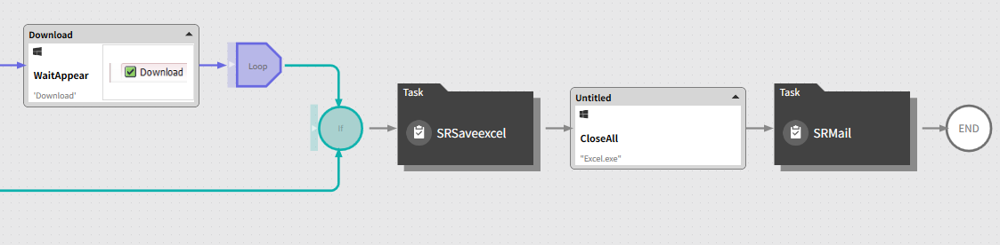 Download
WaitAppear
Download
'Download'
Loop
If
Task
SRSaveexcel
Untitled
CloseAll
"Excel.exe"
Task
SRMail
END